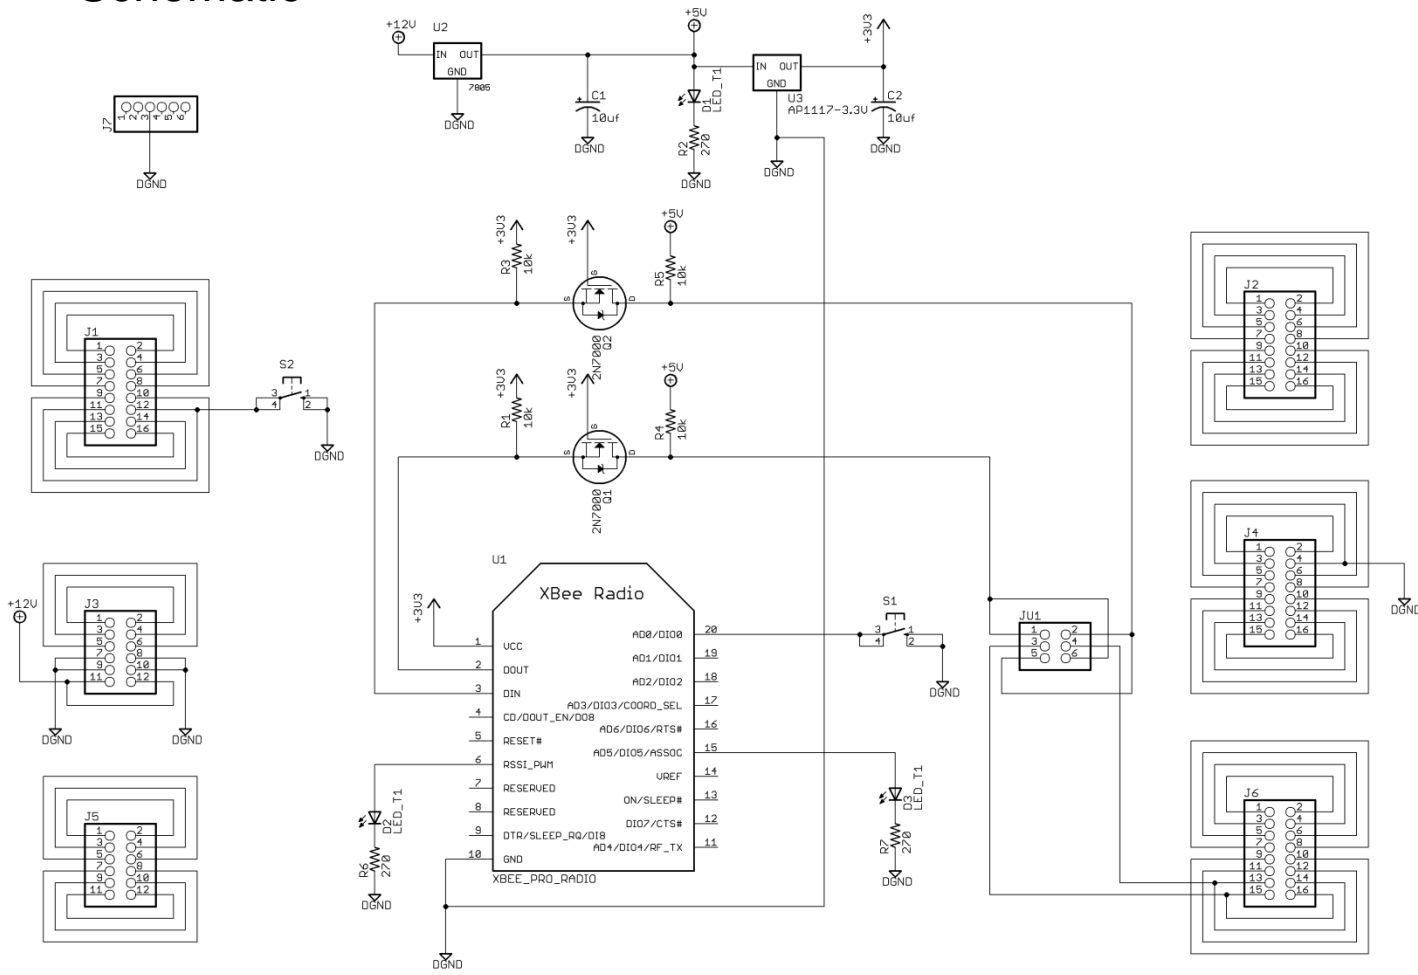 +12V
U2
IN OUT
GND
7805
DGND
C1
10uf
DGND
+5V
D1
LED_T1
R2
270
DGND
IN OUT
GND
U3
AP1117-3.3V
DGND
+3V3
C2
10uf
DGND
J7
1 2 3 4 5 6
DGND
+3V3
R3
10k
+3V3
G
S
D
2N7000
Q2
+5V
R5
10k
+3V3
R1
10k
+3V3
G
S
D
2N7000
Q1
+5V
R4
10k
J1
1 2
3 4
5 6
7 8
9 10
11 12
13 14
15 16
S2
3 1
4 2
DGND
J2
1 2
3 4
5 6
7 8
9 10
11 12
13 14
15 16
+12V
J3
1 2
3 4
5 6
7 8
9 10
11 12
DGND
DGND
J4
1 2
3 4
5 6
7 8
9 10
11 12
13 14
15 16
DGND
U1
XBee Radio
+3V3
1 VCC
2 DOUT
3 DIN
4 CD/DOUT_EN/DO8
5 RESET#
6 RSSI_PWM
7 RESERVED
8 RESERVED
9 DTR/SLEEP_RQ/DI8
10 GND
AD0/DIO0 20
AD1/DIO1 19
AD2/DIO2 18
AD3/DIO3/COORD_SEL 17
AD6/DIO6/RTS# 16
AD5/DIO5/ASSOC 15
VREF 14
ON/SLEEP# 13
DIO7/CTS# 12
AD4/DIO4/RF_TX 11
XBEE_PRO_RADIO
DGND
S1
3 1
4 2
DGND
JU1
1 2
3 4
5 6
D2
LED_T1
R6
270
DGND
D3
LED_T1
R7
270
DGND
J5
1 2
3 4
5 6
7 8
9 10
11 12
J6
1 2
3 4
5 6
7 8
9 10
11 12
13 14
15 16